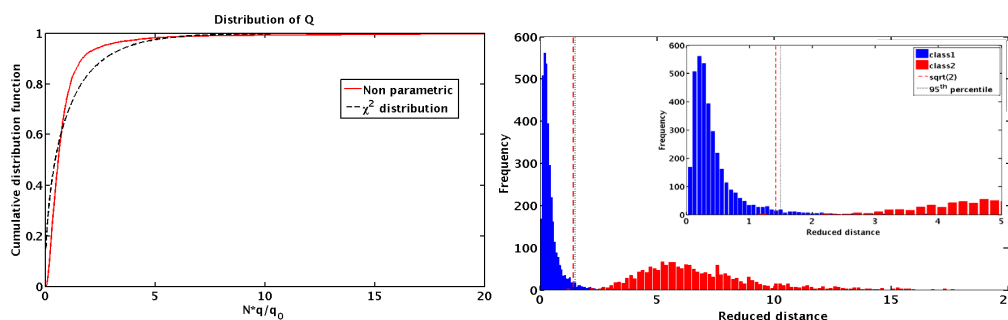 Distribution of Q
1
0.8
0.6
0.4
0.2
0
0
5
10
15
20
Cumulative distribution function
N*q/q0
Non parametric
χ2 distribution
600
500
400
300
200
100
0
0
5
10
15
2
Frequency
Reduced distance
600
500
400
300
200
100
0
0
1
2
3
4
5
Frequency
Reduced distance
class1
class2
sqrt(2)
95th percentile